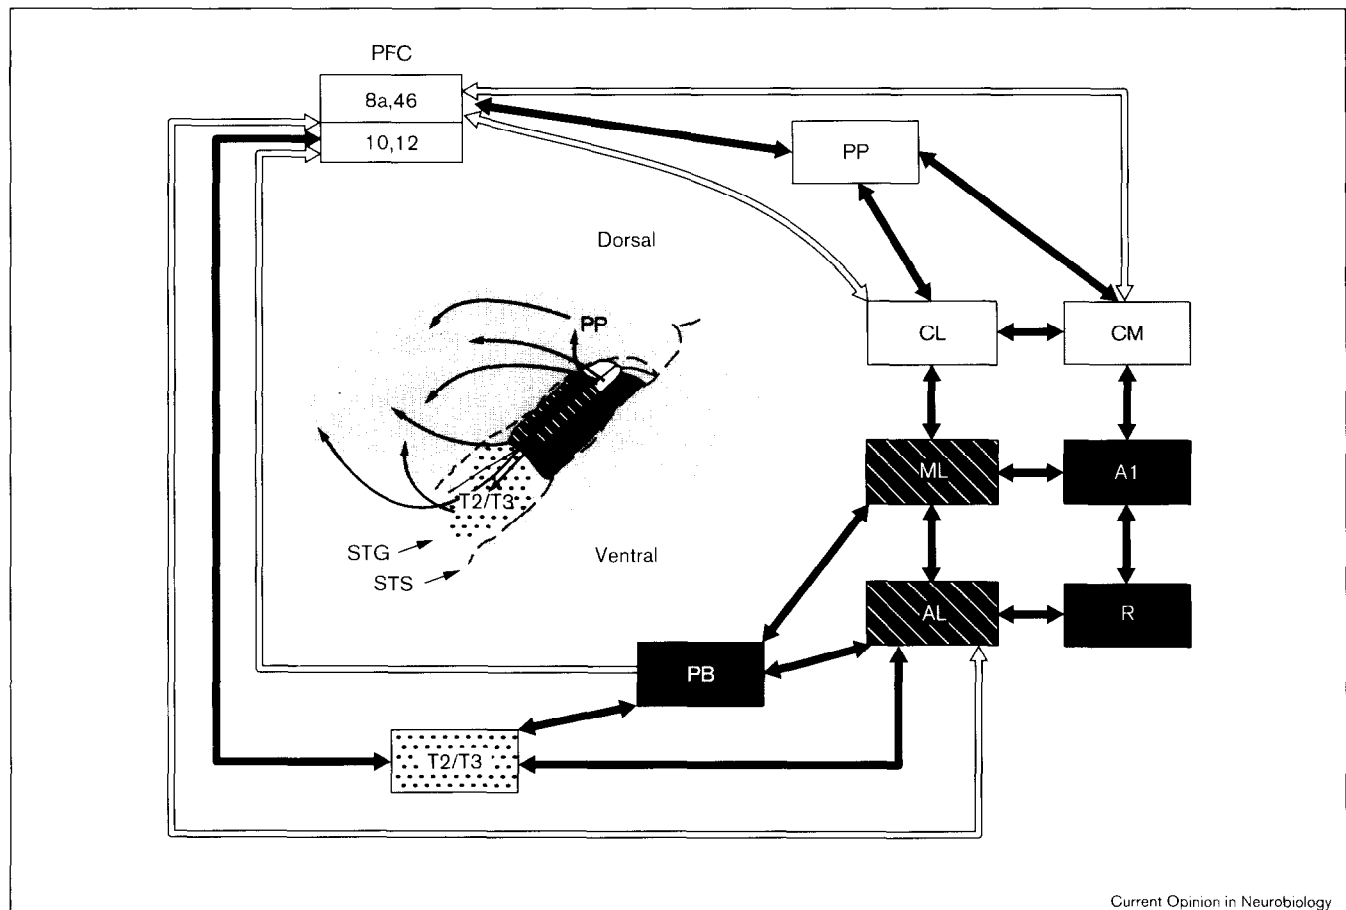 PFC
8a,46
10,12
PP
Dorsal
PP
CL
CM
ML
A1
T2/T3
STG
STS
Ventral
AL
R
PB
T2/T3
Current Opinion in Neurobiology